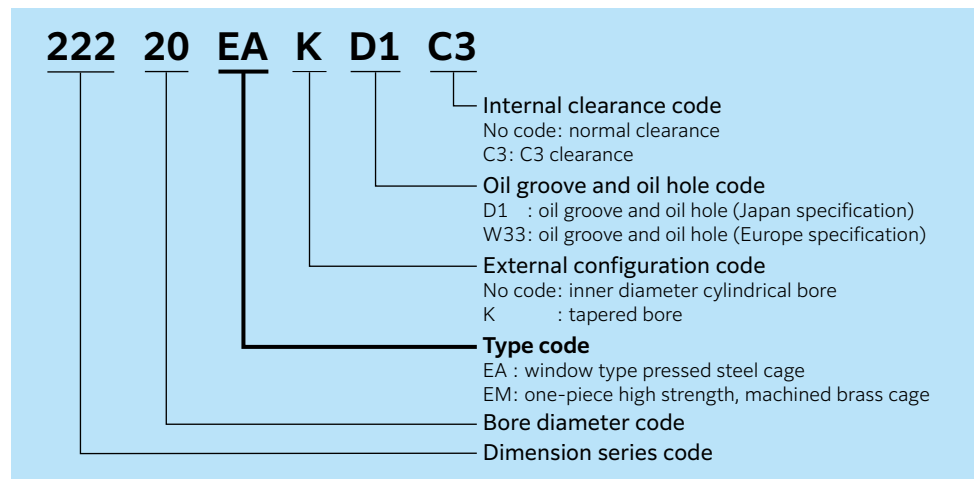 222 20 EA K D1 C3
Internal clearance code
No code: normal clearance
C3: C3 clearance
Oil groove and oil hole code
D1 : oil groove and oil hole (Japan specification)
W33: oil groove and oil hole (Europe specification)
External configuration code
No code: inner diameter cylindrical bore
K : tapered bore
Type code
EA : window type pressed steel cage
EM: one-piece high strength, machined brass cage
Bore diameter code
Dimension series code